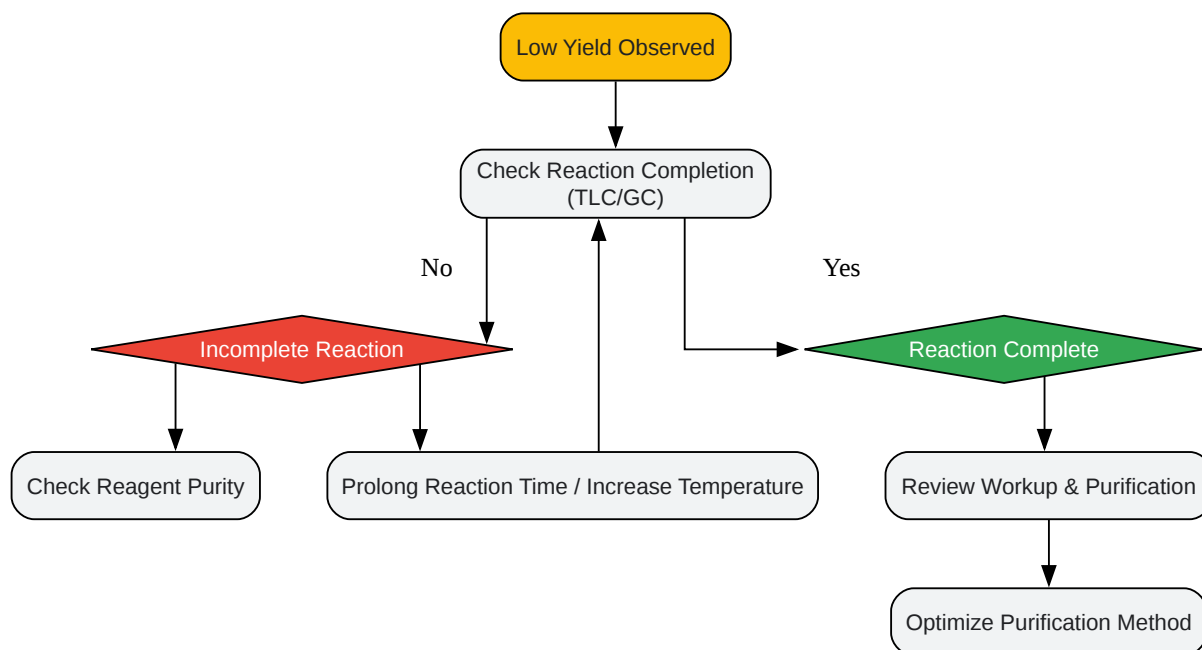 Low Yield Observed
Check Reaction Completion
(TLC/GC)
No
Yes
Incomplete Reaction
Reaction Complete
Check Reagent Purity
Prolong Reaction Time / Increase Temperature
Review Workup & Purification
Optimize Purification Method